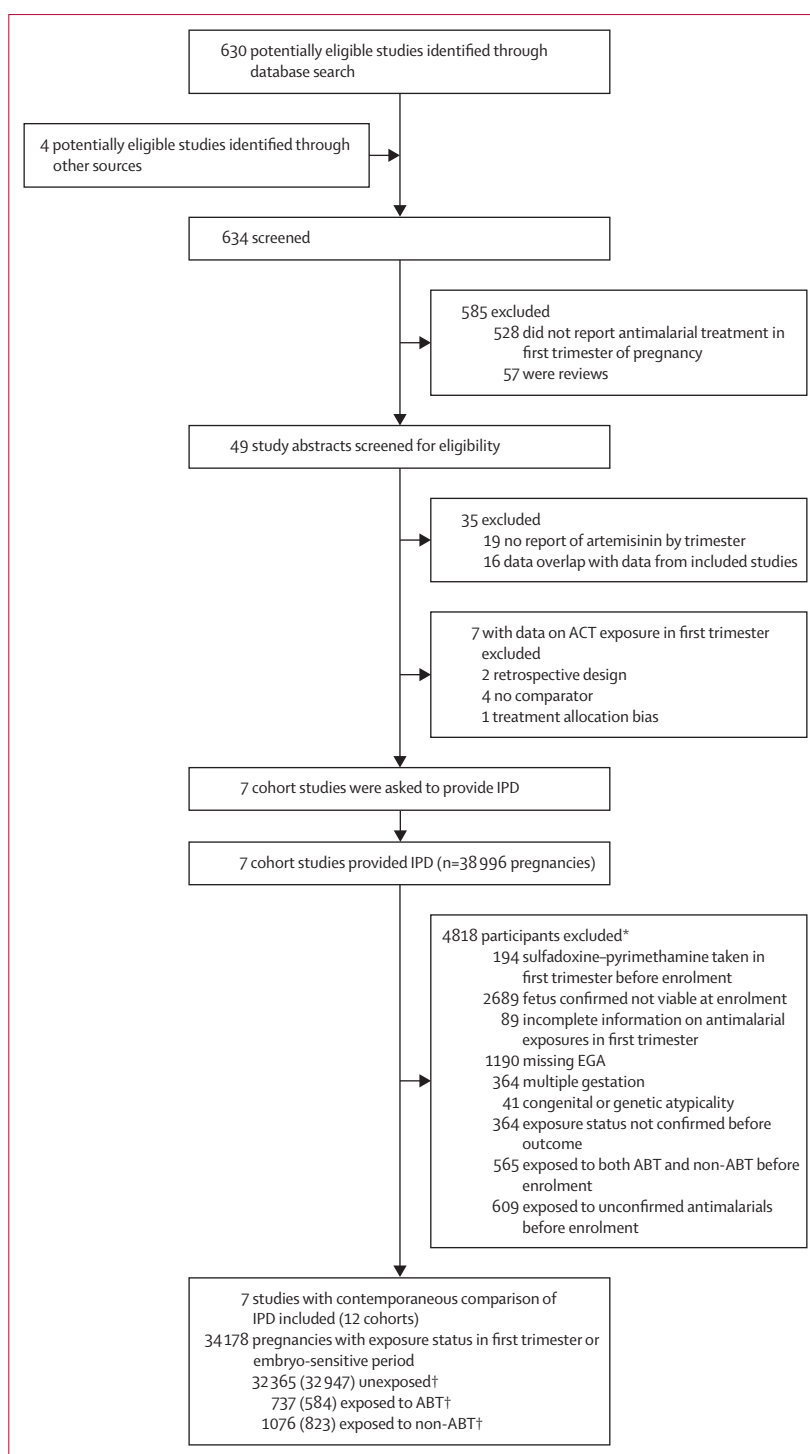 630 potentially eligible studies identified through
database search
4 potentially eligible studies identified through
other sources
634 screened
585 excluded
528 did not report antimalarial treatment in
first trimester of pregnancy
57 were reviews
49 study abstracts screened for eligibility
35 excluded
19 no report of artemisinin by trimester
16 data overlap with data from included studies
7 with data on ACT exposure in first trimester
excluded
2 retrospective design
4 no comparator
1 treatment allocation bias
7 cohort studies were asked to provide IPD
7 cohort studies provided IPD (n=38 996 pregnancies)
4818 participants excluded*
194 sulfadoxine–pyrimethamine taken in
first trimester before enrolment
2689 fetus confirmed not viable at enrolment
89 incomplete information on antimalarial
exposures in first trimester
1190 missing EGA
364 multiple gestation
41 congenital or genetic atypicality
364 exposure status not confirmed before
outcome
565 exposed to both ABT and non-ABT before
enrolment
609 exposed to unconfirmed antimalarials
before enrolment
7 studies with contemporaneous comparison of
IPD included (12 cohorts)
34 178 pregnancies with exposure status in first trimester or
embryo-sensitive period
32 365 (32 947) unexposed†
737 (584) exposed to ABT†
1076 (823) exposed to non-ABT†